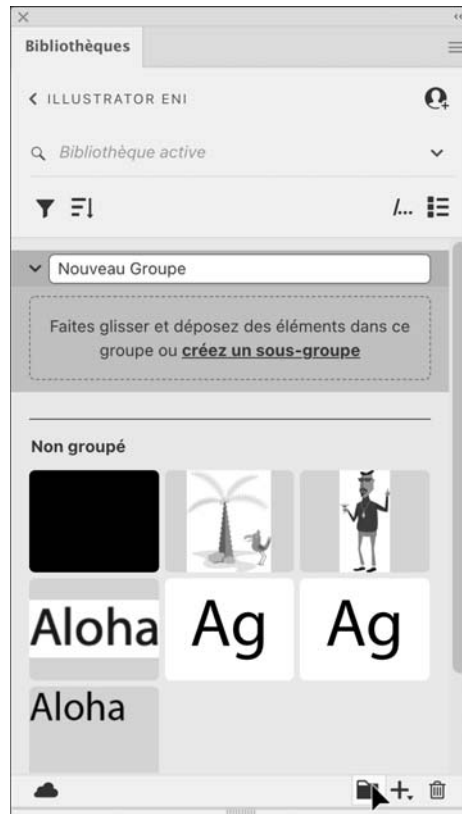 Bibliothèques
ILLUSTRATOR ENI
Bibliothèque active
/...
Nouveau Groupe
Faites glisser et déposez des éléments dans ce
groupe ou créez un sous-groupe
Non groupé
Aloha Ag Ag
Aloha